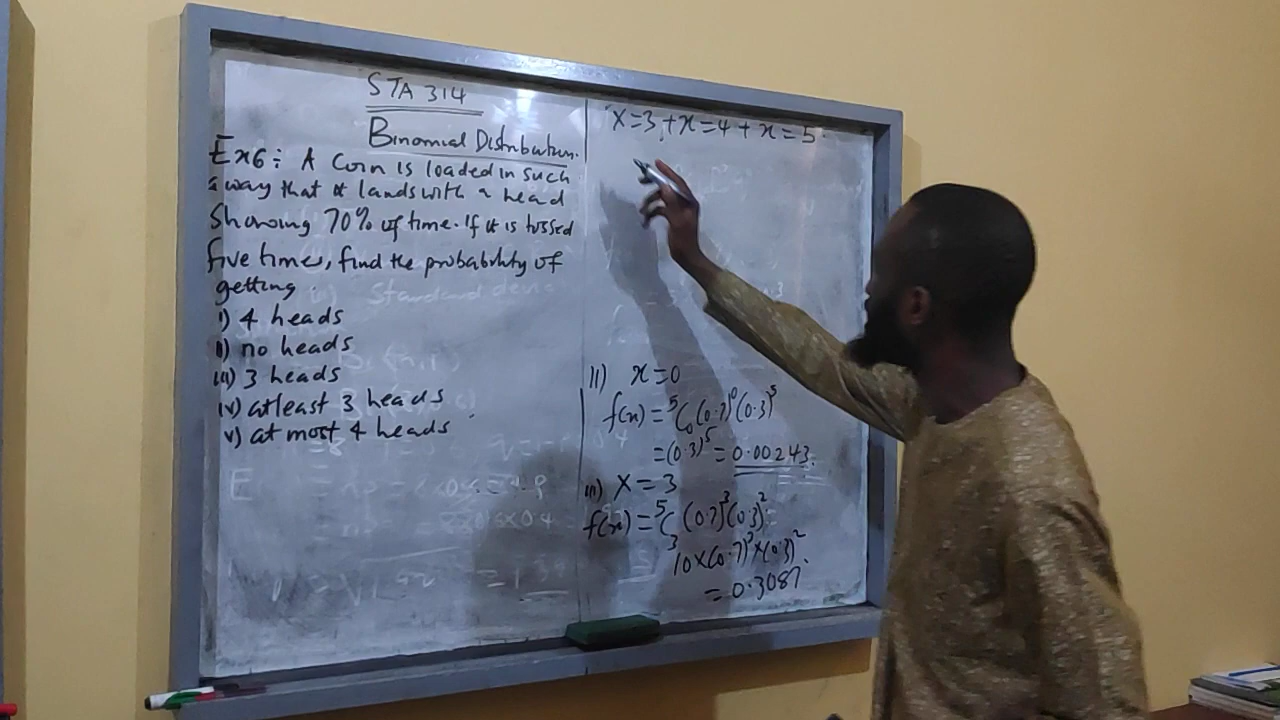 STA 314
Binomial Distribution.
Ex6: A Coin is loaded in such
a way that it lands with a head
Showing 70% of time. If it is tossed
five times, find the probability of
getting.
i) 4 heads
ii) no heads
iii) 3 heads
iv) atleast 3 heads
v) at most 4 heads
X=3 + x=4 + x=5.
ii) x=0
f(x) = ⁵C₀(0.7)⁰(0.3)⁵
=(0.3)⁵ = 0.00243.
iii) X = 3
f(x) = ⁵C₃(0.7)³(0.3)²
10×(0.7)³×(0.3)²
= 0.3087.